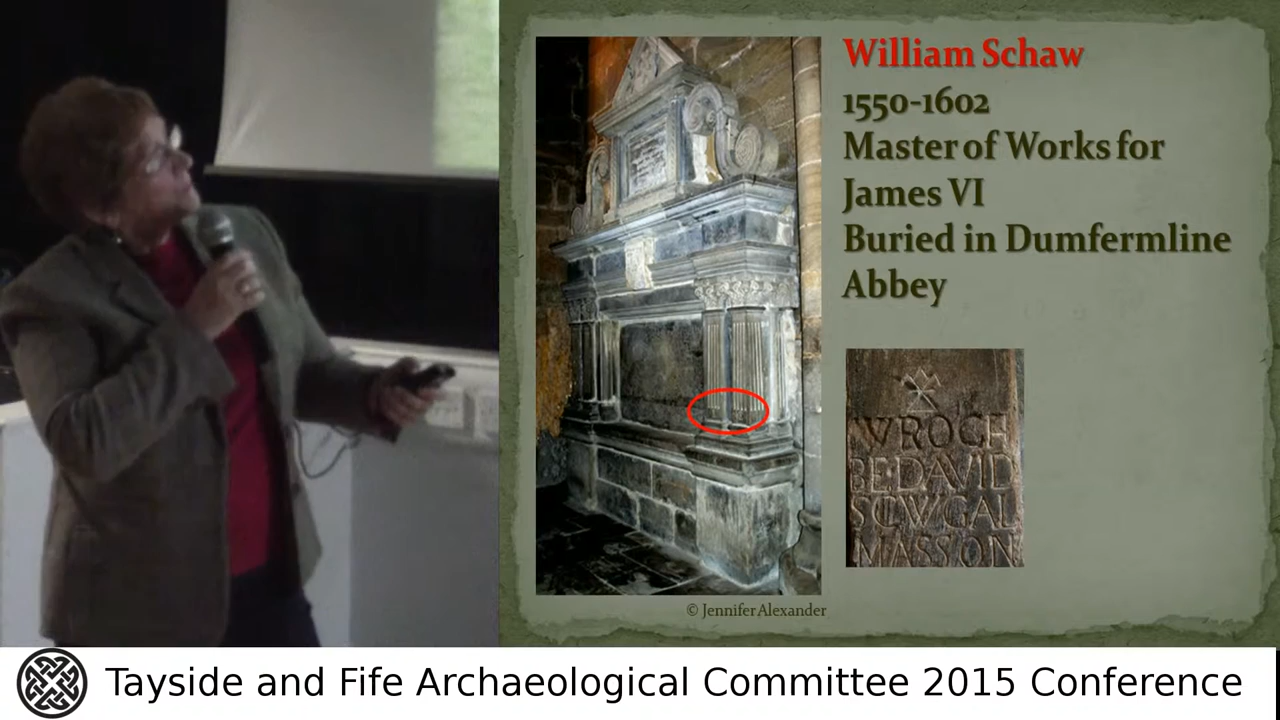 William Schaw
1550-1602
Master of Works for
James VI
Buried in Dumfermline
Abbey
WROCH
BE·DAVID
SCWGAL
MASSON
© Jennifer Alexander
Tayside and Fife Archaeological Committee 2015 Conference